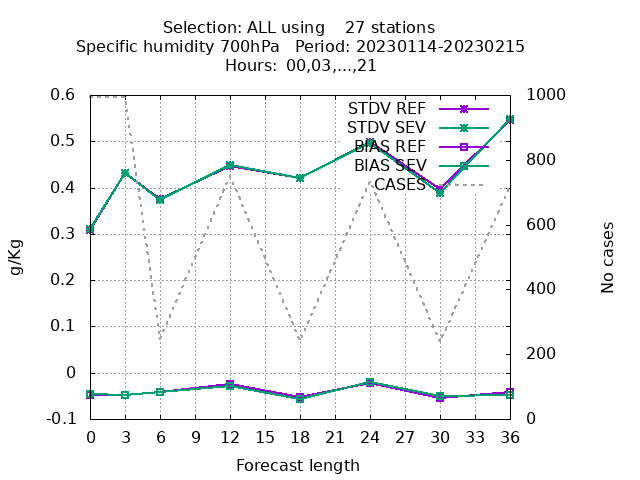 Selection: ALL using    27 stations
Specific humidity 700hPa   Period: 20230114-20230215
Hours: 00,03,...,21
STDV REF
STDV SEV
BIAS REF
BIAS SEV
CASES
0.6
0.5
0.4
0.3
0.2
0.1
0
-0.1
g/Kg
1000
800
600
400
200
0
No cases
0 3 6 9 12 15 18 21 24 27 30 33 36
Forecast length